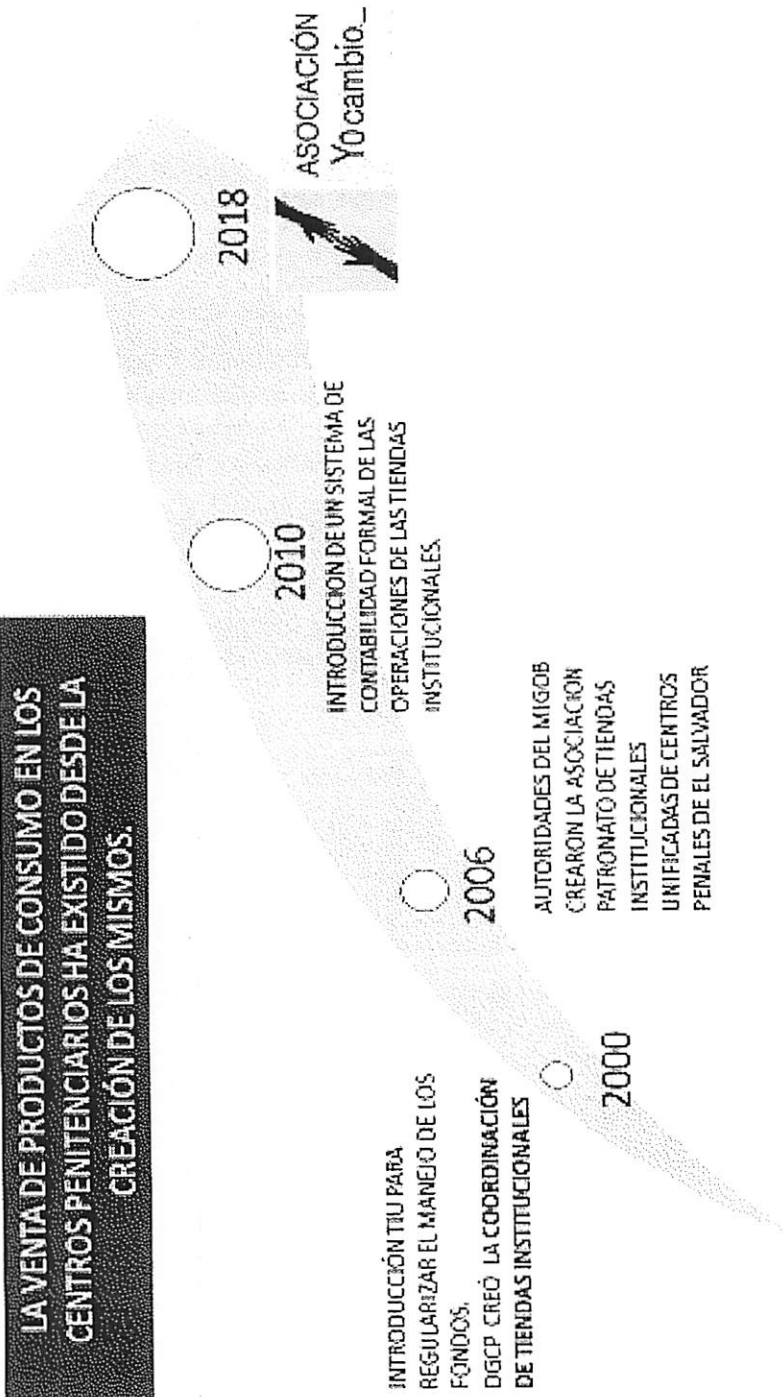 LA VENTA DE PRODUCTOS DE CONSUMO EN LOS
CENTROS PENITENCIARIOS HA EXISTIDO DESDE LA
CREACIÓN DE LOS MISMOS.
INTRODUCCIÓN TIU PARA
REGULARIZAR EL MANEJO DE LOS
FONDOS.
DGCP CREÓ LA COORDINACIÓN
DE TIENDAS INSTITUCIONALES
2000
2006
AUTORIDADES DEL MIGOB
CREARON LA ASOCIACION
PATRONATO DE TIENDAS
INSTITUCIONALES
UNIFICADAS DE CENTROS
PENALES DE EL SALVADOR
2010
INTRODUCCION DE UN SISTEMA DE
CONTABILIDAD FORMAL DE LAS
OPERACIONES DE LAS TIENDAS
INSTITUCIONALES.
2018
ASOCIACIÓN
Yo cambio._